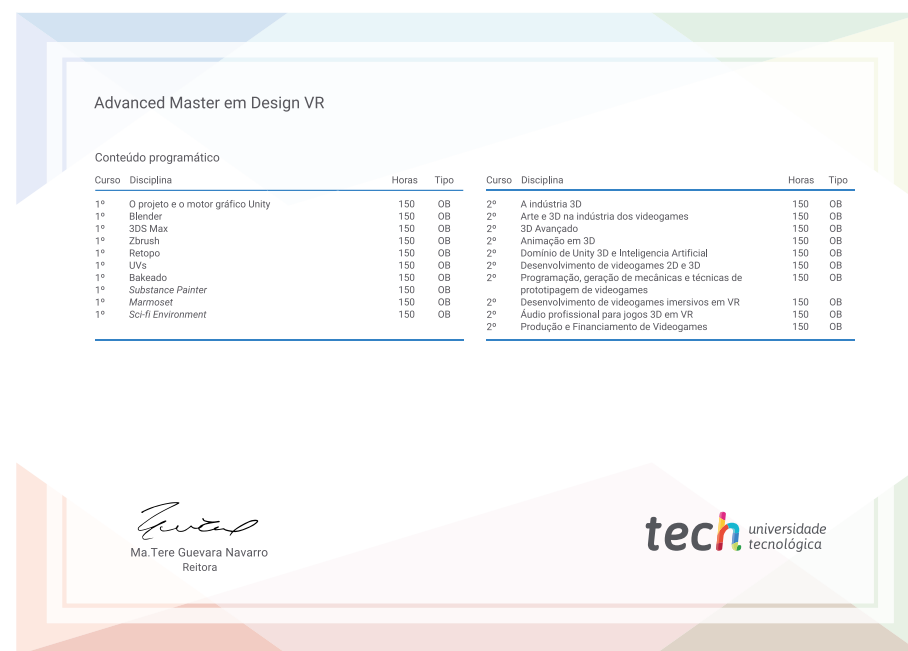 Advanced Master em Design VR
Conteúdo programático
Curso Disciplina Horas Tipo
1º O projeto e o motor gráfico Unity 150 OB
1º Blender 150 OB
1º 3DS Max 150 OB
1º Zbrush 150 OB
1º Retopo 150 OB
1º UVs 150 OB
1º Bakeado 150 OB
1º Substance Painter 150 OB
1º Marmoset 150 OB
1º Sci-fi Environment 150 OB
Curso Disciplina Horas Tipo
2º A indústria 3D 150 OB
2º Arte e 3D na indústria dos videogames 150 OB
2º 3D Avançado 150 OB
2º Animação em 3D 150 OB
2º Domínio de Unity 3D e Inteligencia Artificial 150 OB
2º Desenvolvimento de videogames 2D e 3D 150 OB
2º Programação, geração de mecânicas e técnicas de 150 OB
prototipagem de videogames
2º Desenvolvimento de videogames imersivos em VR 150 OB
2º Áudio profissional para jogos 3D em VR 150 OB
2º Produção e Financiamento de Videogames 150 OB
Ma.Tere Guevara Navarro
Reitora
tech universidade
tecnológica